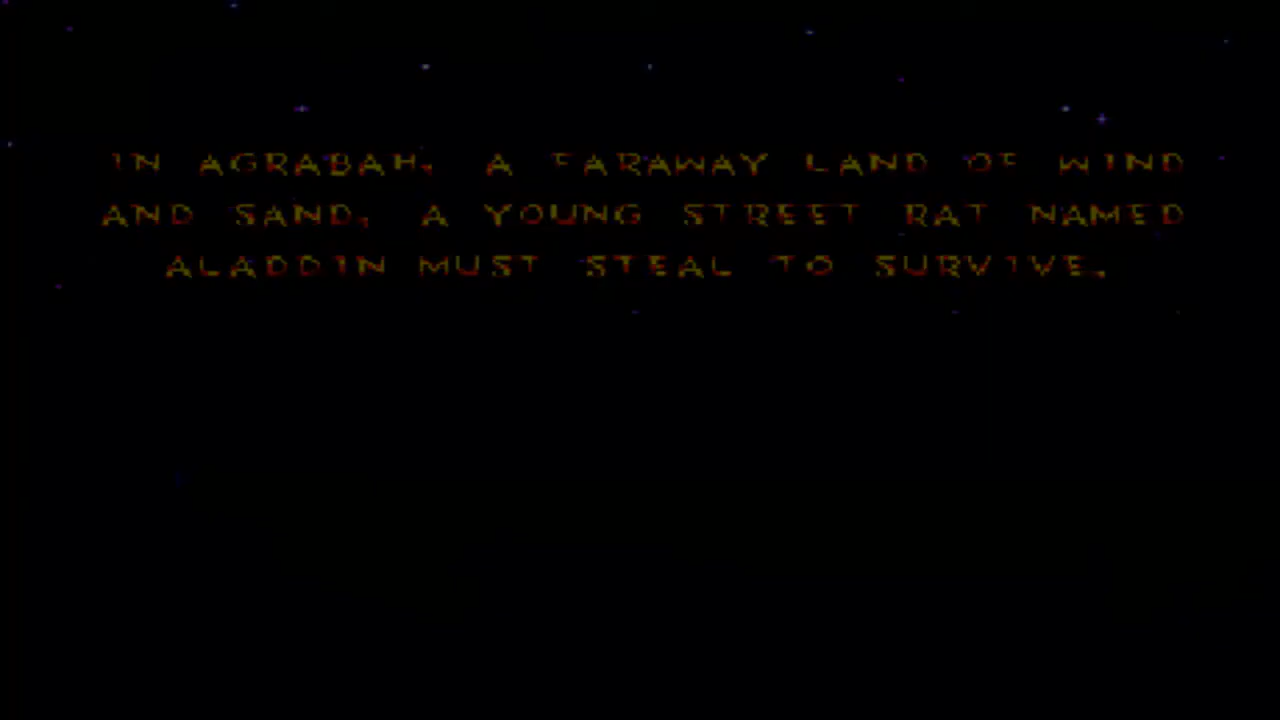 IN AGRABAH, A FARAWAY LAND OF WIND
AND SAND, A YOUNG STREET RAT NAMED
ALADDIN MUST STEAL TO SURVIVE.